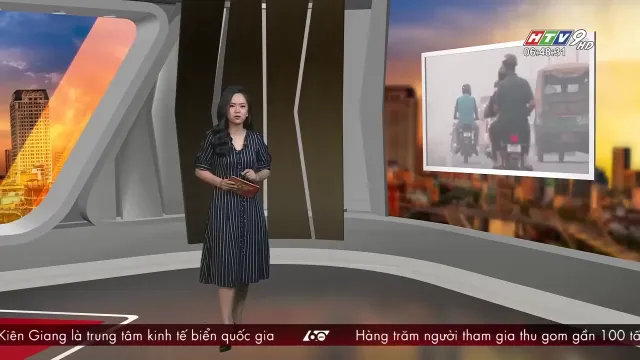 HTV9 HD
06:48:31
Kiên Giang là trung tâm kinh tế biển quốc gia
60
Hàng trăm người tham gia thu gom gần 100 tấ